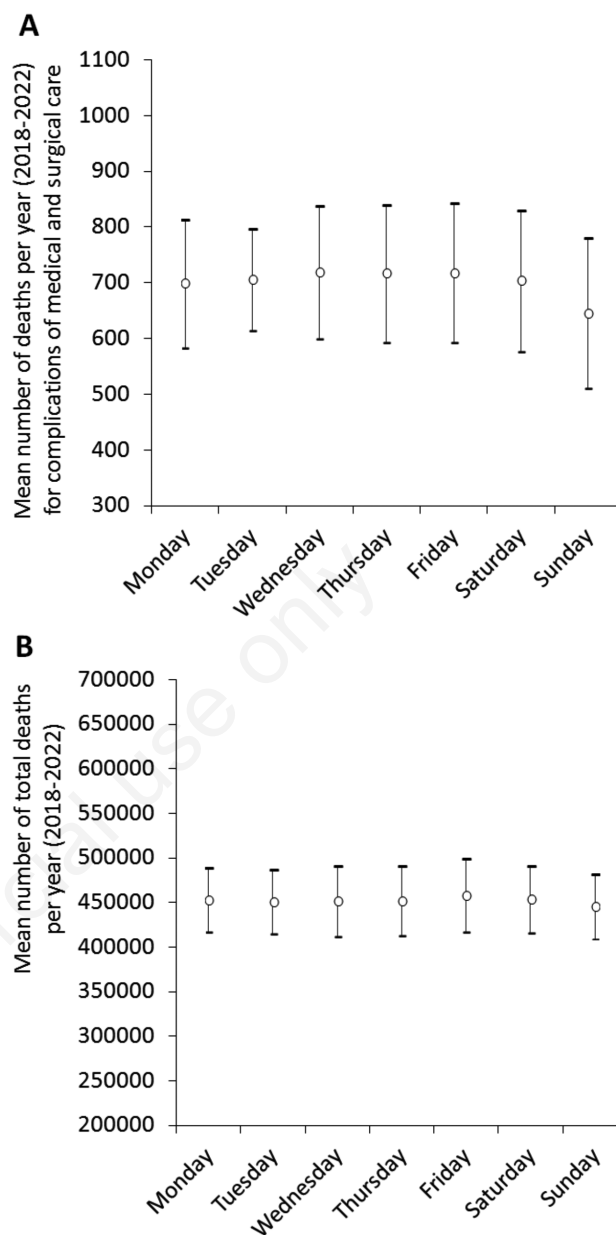 A
Mean number of deaths per year (2018-2022)
for complications of medical and surgical care
1100
1000
900
800
700
600
500
400
300
Monday
Tuesday
Wednesday
Thursday
Friday
Saturday
Sunday
B
Mean number of total deaths
per year (2018-2022)
700000
650000
600000
550000
500000
450000
400000
350000
300000
250000
200000
Monday
Tuesday
Wednesday
Thursday
Friday
Saturday
Sunday
use only